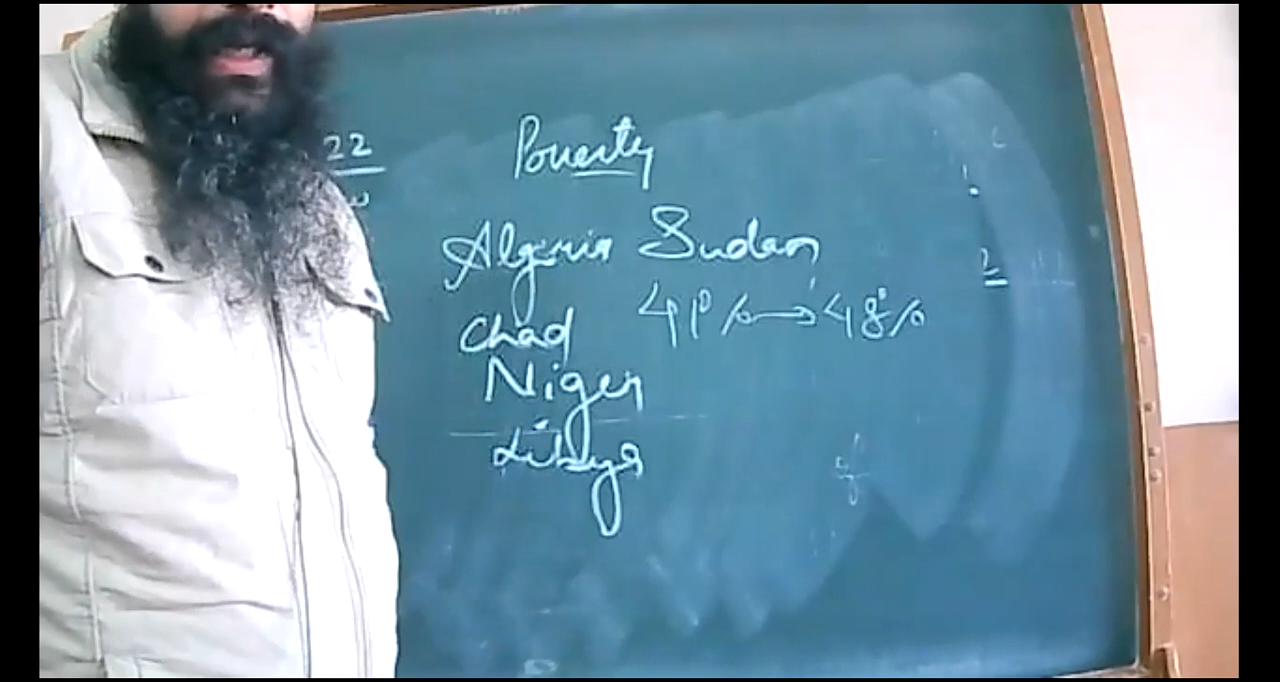 22
Poverty
Algeria Sudan
Chad 41% → 48%
Niger
Libya